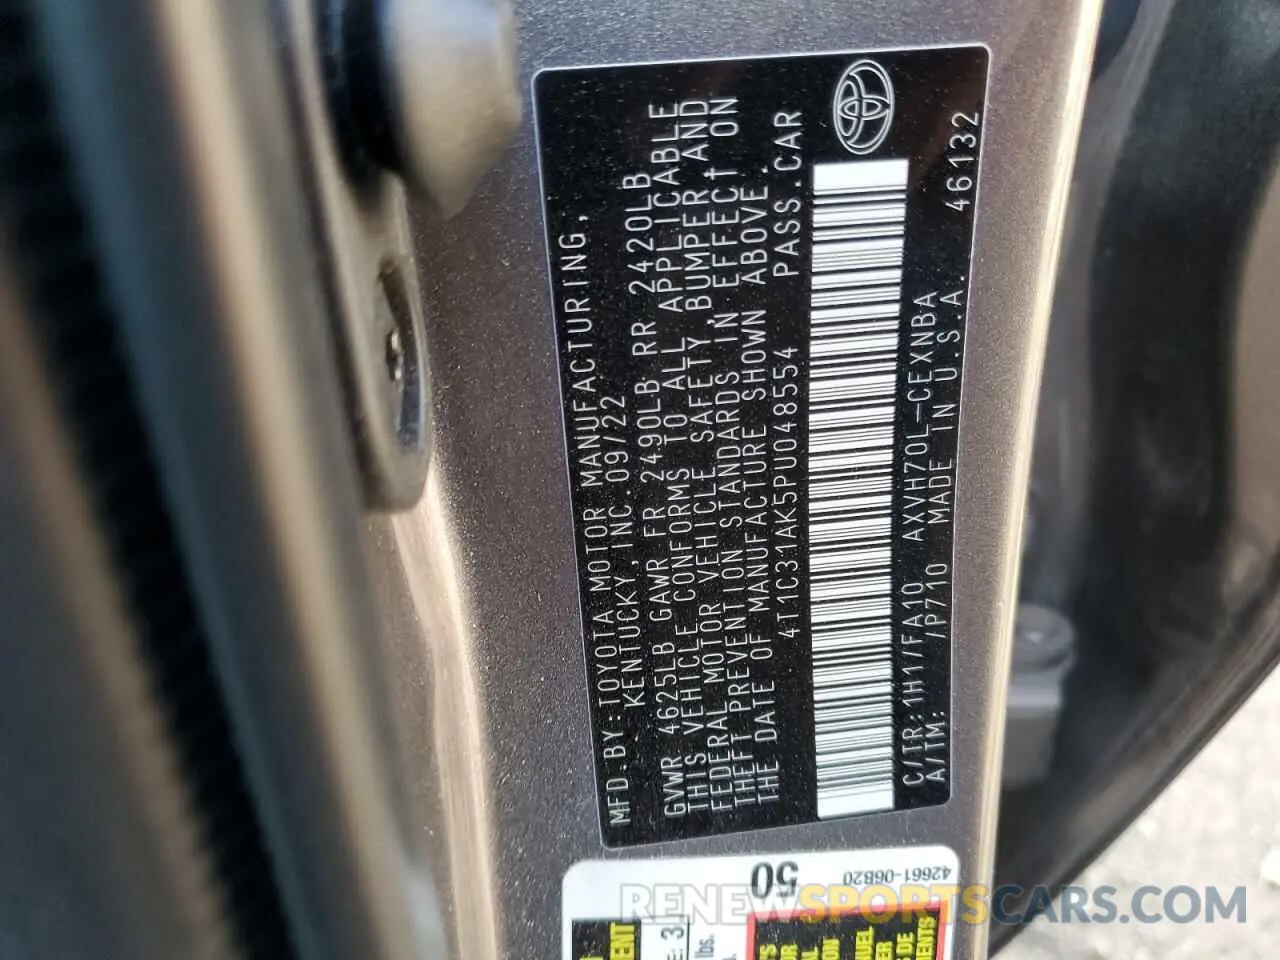 MFD.BY:TOYOTA MOTOR MANUFACTURING,
KENTUCKY,INC.09/22
GVWR 4625LB GAWR FR 2490LB RR 2420LB
THIS VEHICLE CONFORMS TO ALL APPLICABLE
FEDERAL MOTOR VEHICLE SAFETY,BUMPER,AND
THEFT PREVENTION STANDARDS IN EFFECT ON
THE DATE OF MANUFACTURE SHOWN ABOVE.
4T1C31AK5PU048554 PASS.CAR
C/TR:1H1/FA10 AXVH70L-CEXNBA
A/TM: /P710 MADE IN U.S.A. 46132
50
42661-06B20
lbs.
RENEWSPORTSCARS.COM